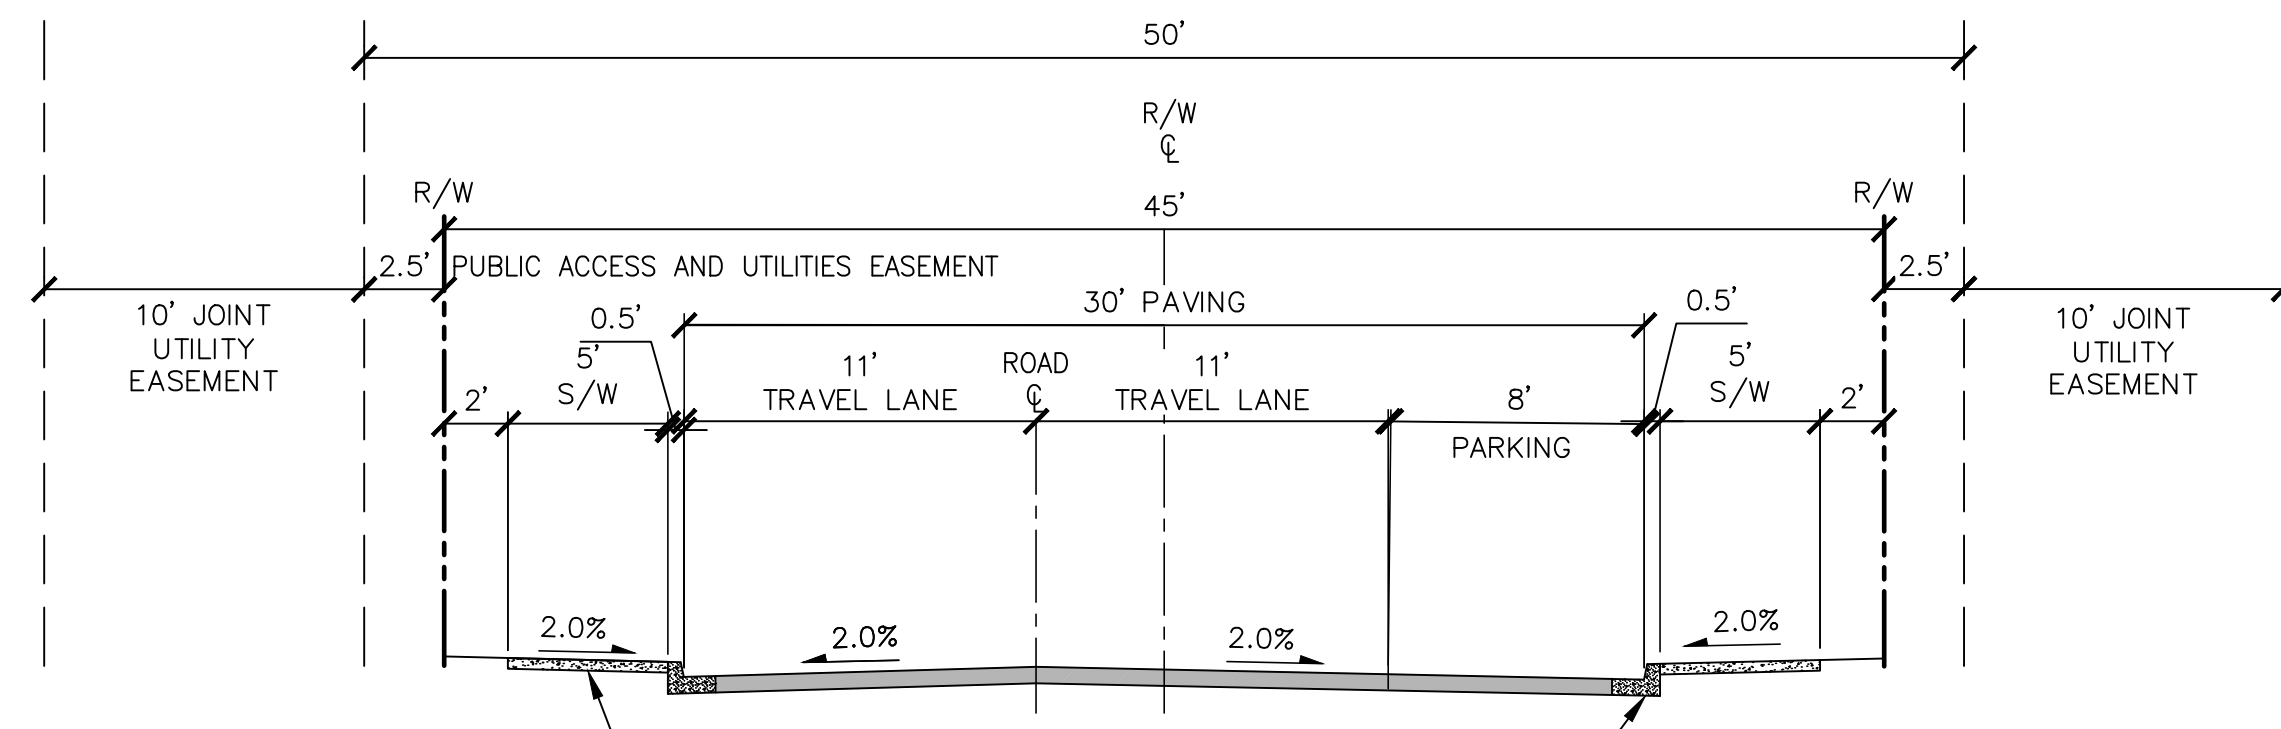 50'
R/W
℄
R/W
45'
R/W
2.5'
PUBLIC ACCESS AND UTILITIES EASEMENT
2.5'
10' JOINT
UTILITY
EASEMENT
0.5'
30' PAVING
0.5'
10' JOINT
UTILITY
EASEMENT
2'
5'
S/W
11'
TRAVEL LANE
ROAD
℄
11'
TRAVEL LANE
8'
PARKING
5'
S/W
2'
2.0%
2.0%
2.0%
2.0%